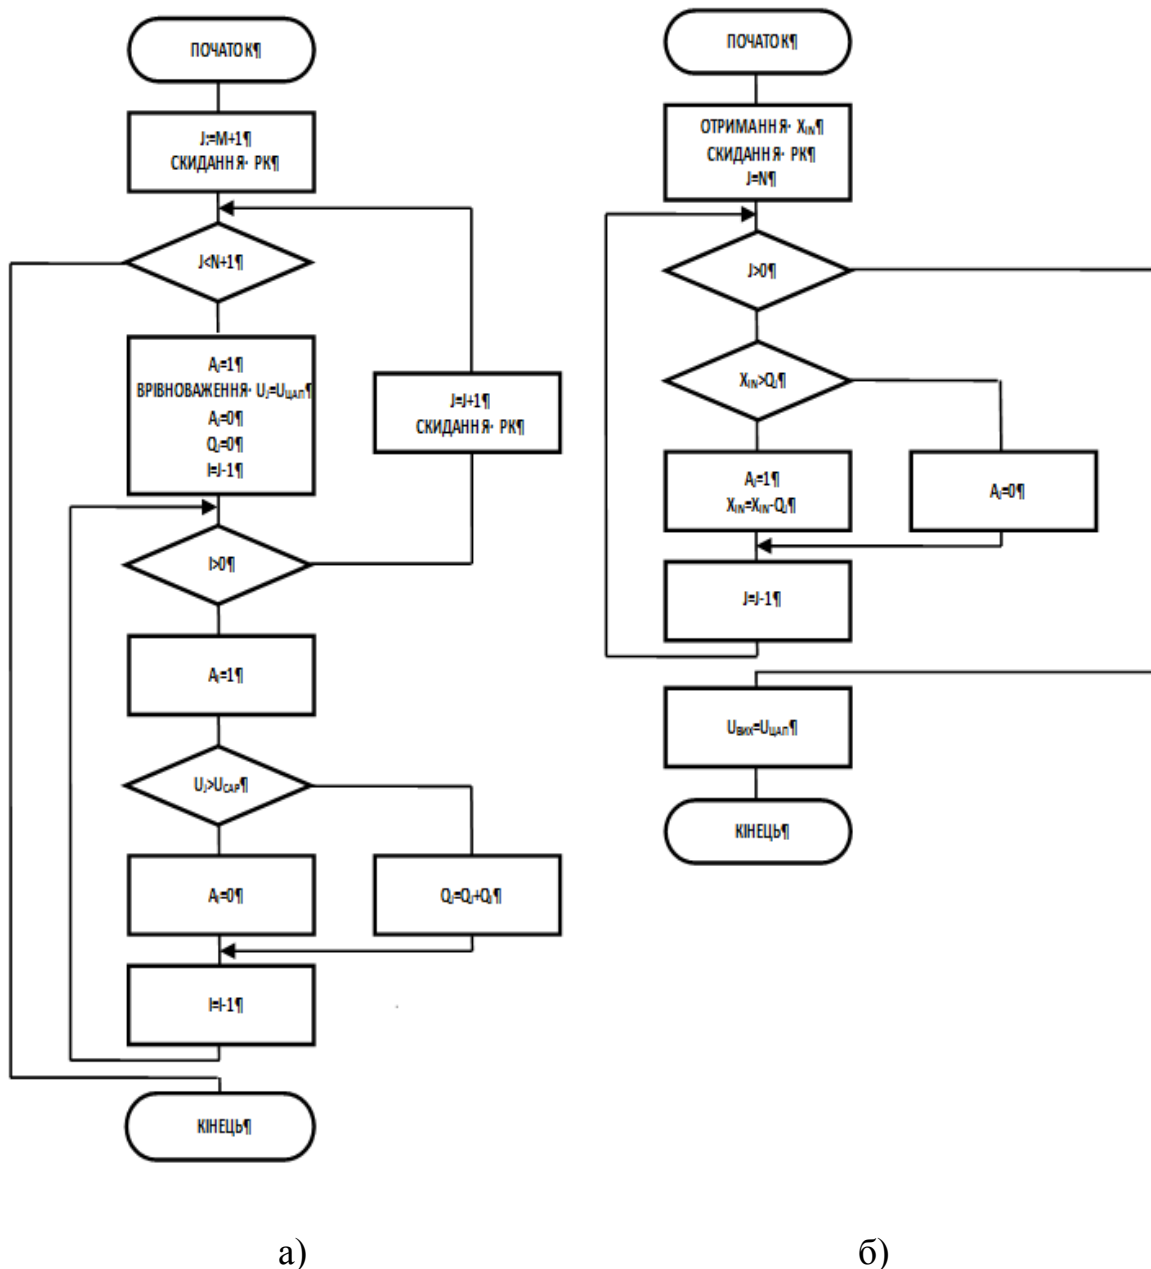 ПОЧАТОК¶
J:=M+1¶
СКИДАННЯ· РК¶
J<N+1¶
AJ=1¶
ВРІВНОВАЖЕННЯ· UJ=UЦАП¶
AJ=0¶
QJ=0¶
I=J-1¶
J=J+1¶
СКИДАННЯ· РК¶
I>0¶
AI=1¶
UJ>UCAP¶
AI=0¶
QJ=QJ+QI¶
I=I-1¶
КІНЕЦЬ¶
а)
ПОЧАТОК¶
ОТРИМАННЯ· XIN¶
СКИДАННЯ· РК¶
J=N¶
J>0¶
XIN>QJ¶
AJ=1¶
XIN=XIN-QJ¶
AJ=0¶
J=J-1¶
UВИХ=UЦАП¶
КІНЕЦЬ¶
б)